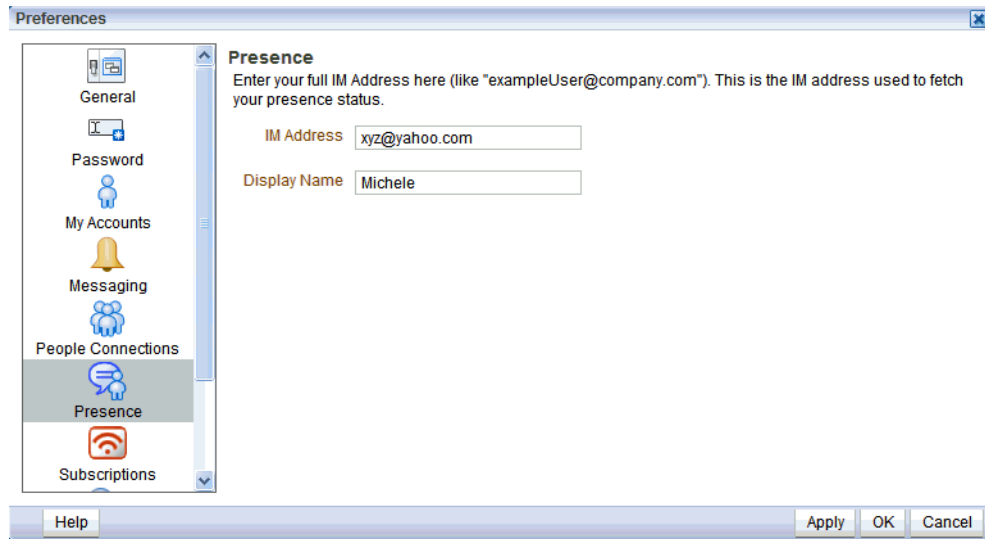 Preferences
General
Password
My Accounts
Messaging
People Connections
Presence
Subscriptions
Presence
Enter your full IM Address here (like "exampleUser@company.com"). This is the IM address used to fetch
your presence status.
IM Address xyz@yahoo.com
Display Name Michele
Help Apply OK Cancel